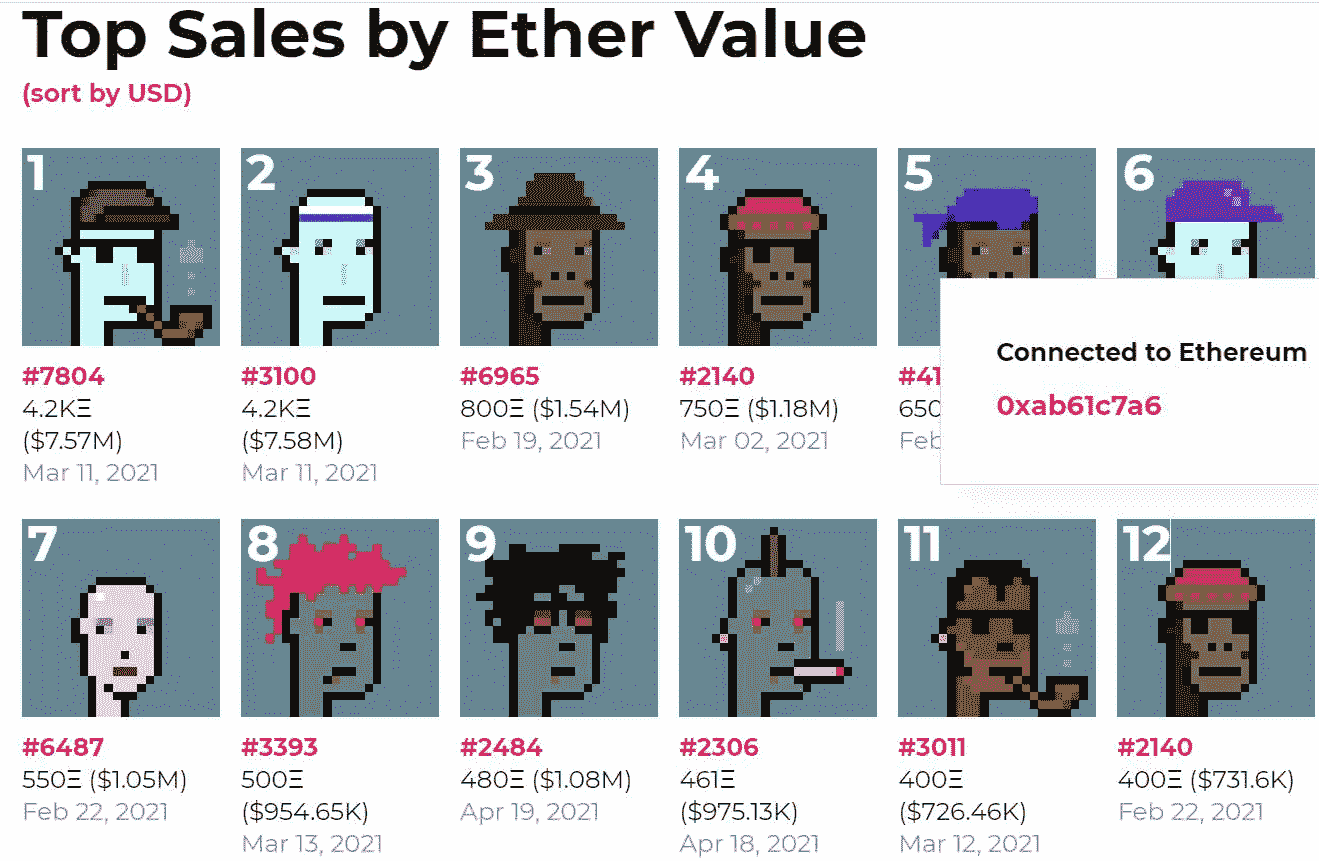 Top Sales by Ether Value
(sort by USD)
1 2 3 4 5 6
#7804 #3100 #6965 #2140 #41
4.2KΞ 4.2KΞ 800Ξ ($1.54M) 750Ξ ($1.18M) 650
($7.57M) ($7.58M) Feb 19, 2021 Mar 02, 2021 Feb
Mar 11, 2021 Mar 11, 2021
Connected to Ethereum
0xab61c7a6
7 8 9 10 11 12
#6487 #3393 #2484 #2306 #3011 #2140
550Ξ ($1.05M) 500Ξ 480Ξ ($1.08M) 461Ξ 400Ξ 400Ξ ($731.6K)
Feb 22, 2021 ($954.65K) Apr 19, 2021 ($975.13K) ($726.46K) Feb 22, 2021
Mar 13, 2021 Apr 18, 2021 Mar 12, 2021